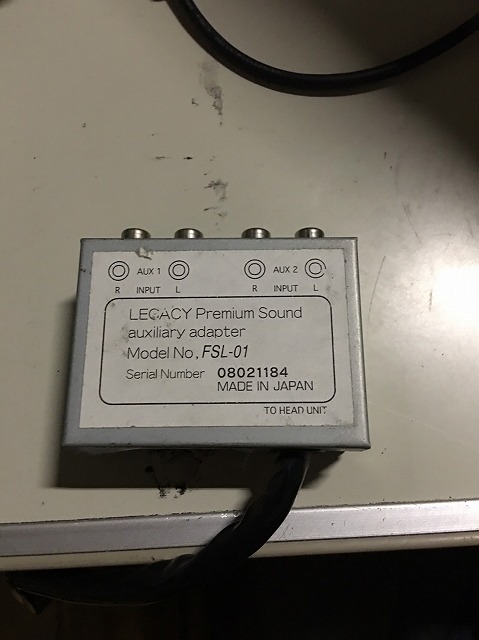 AUX 1 AUX 2
R INPUT L R INPUT L
LEGACY Premium Sound
auxiliary adapter
Model No, FSL-01
Serial Number 08021184
MADE IN JAPAN
TO HEAD UNIT